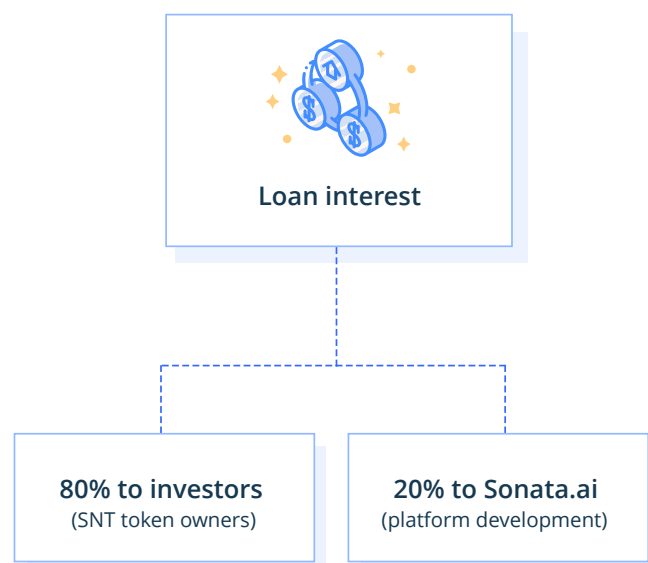 Loan interest
80% to investors
(SNT token owners)
20% to Sonata.ai
(platform development)